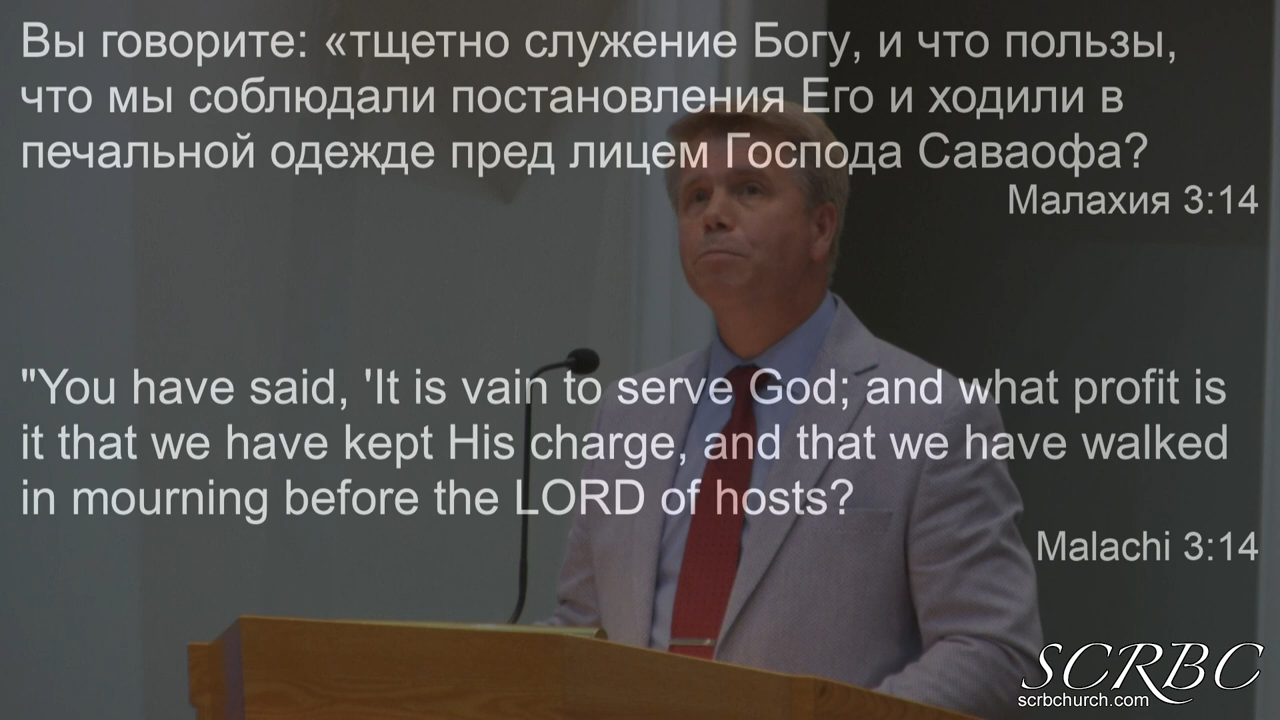 Вы говорите: «тщетно служение Богу, и что пользы,
что мы соблюдали постановления Его и ходили в
печальной одежде пред лицем Господа Саваофа?
Малахия 3:14
"You have said, 'It is vain to serve God; and what profit is
it that we have kept His charge, and that we have walked
in mourning before the LORD of hosts?
Malachi 3:14
SCRBC
scrbchurch.com